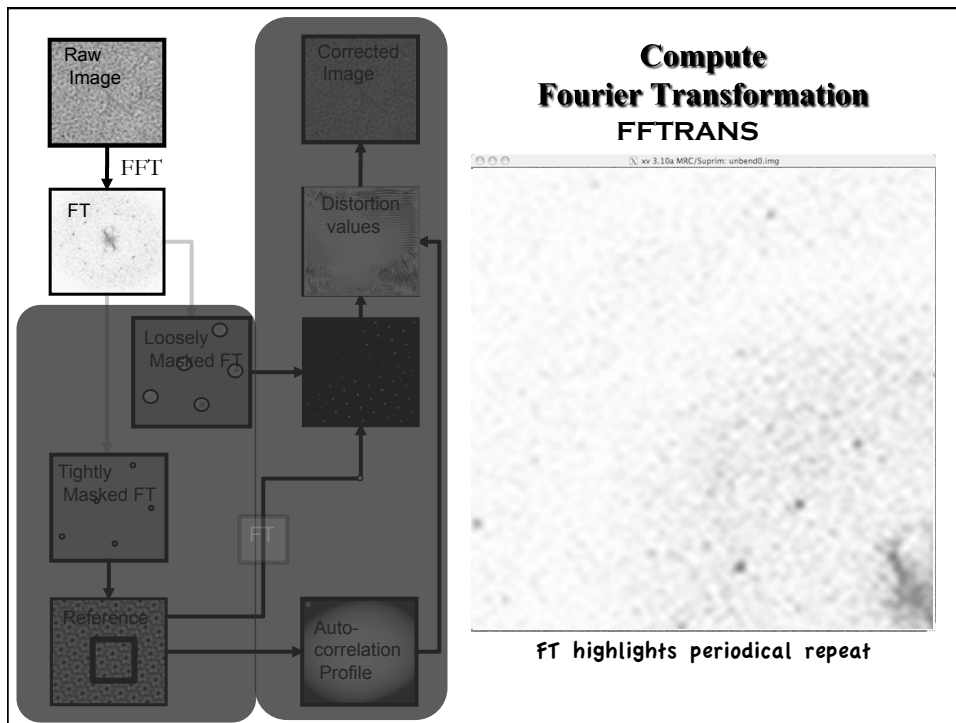 Raw
Image
FFT
FT
Loosely
Masked FT
Tightly
Masked FT
FT
Reference
Corrected
Image
Distortion
values
Auto-
correlation
Profile
Compute
Fourier Transformation
FFTRANS
xv 3.10a MRC/Suprim: unbend0.img
FT highlights periodical repeat